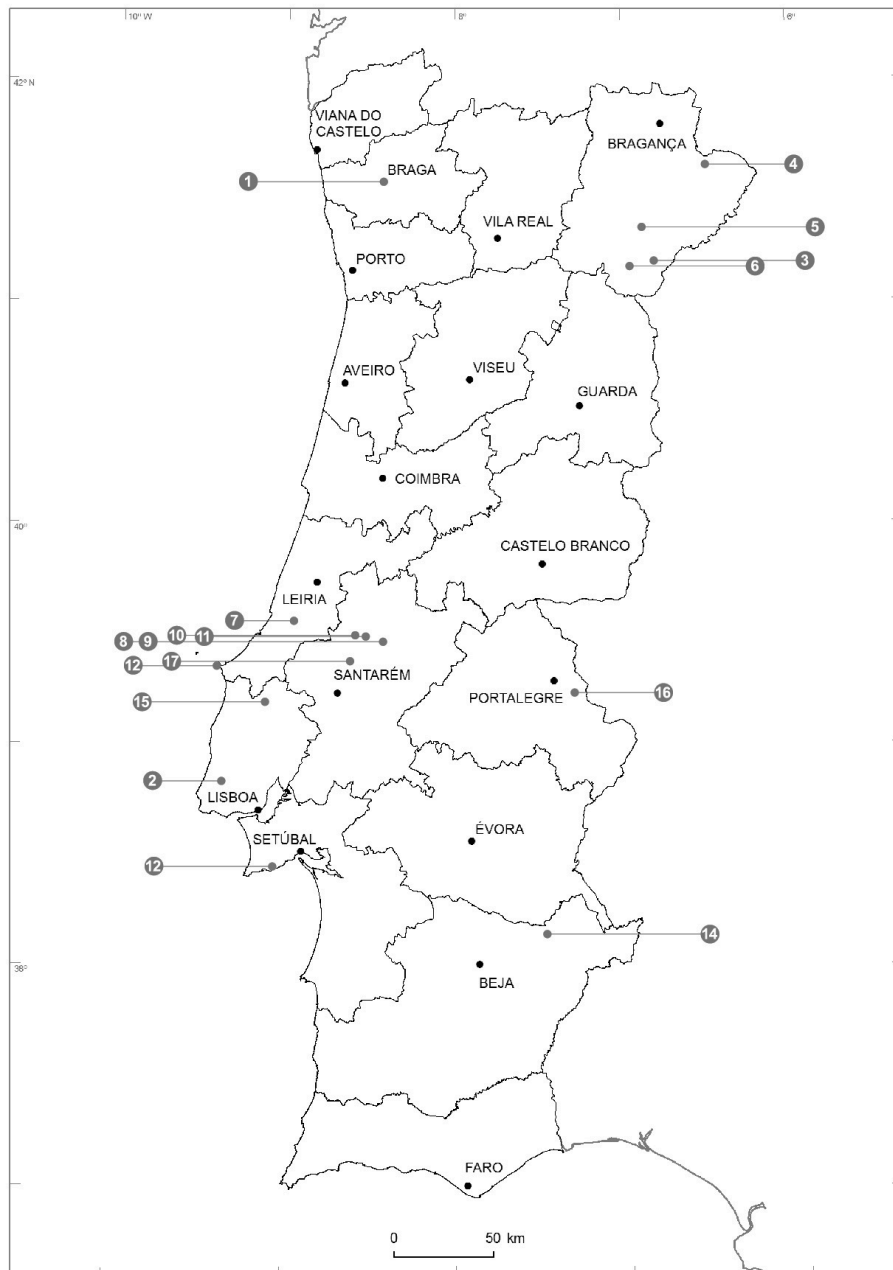 10° W
8°
6°
42° N
VIANA DO
CASTELO
BRAGANÇA
4
1
BRAGA
VILA REAL
5
3
6
PORTO
AVEIRO
VISEU
GUARDA
COIMBRA
40°
CASTELO BRANCO
LEIRIA
7
10
11
8
9
12
17
SANTARÉM
PORTALEGRE
16
15
2
LISBOA
SETÚBAL
ÉVORA
12
14
38°
BEJA
FARO
0 50 km